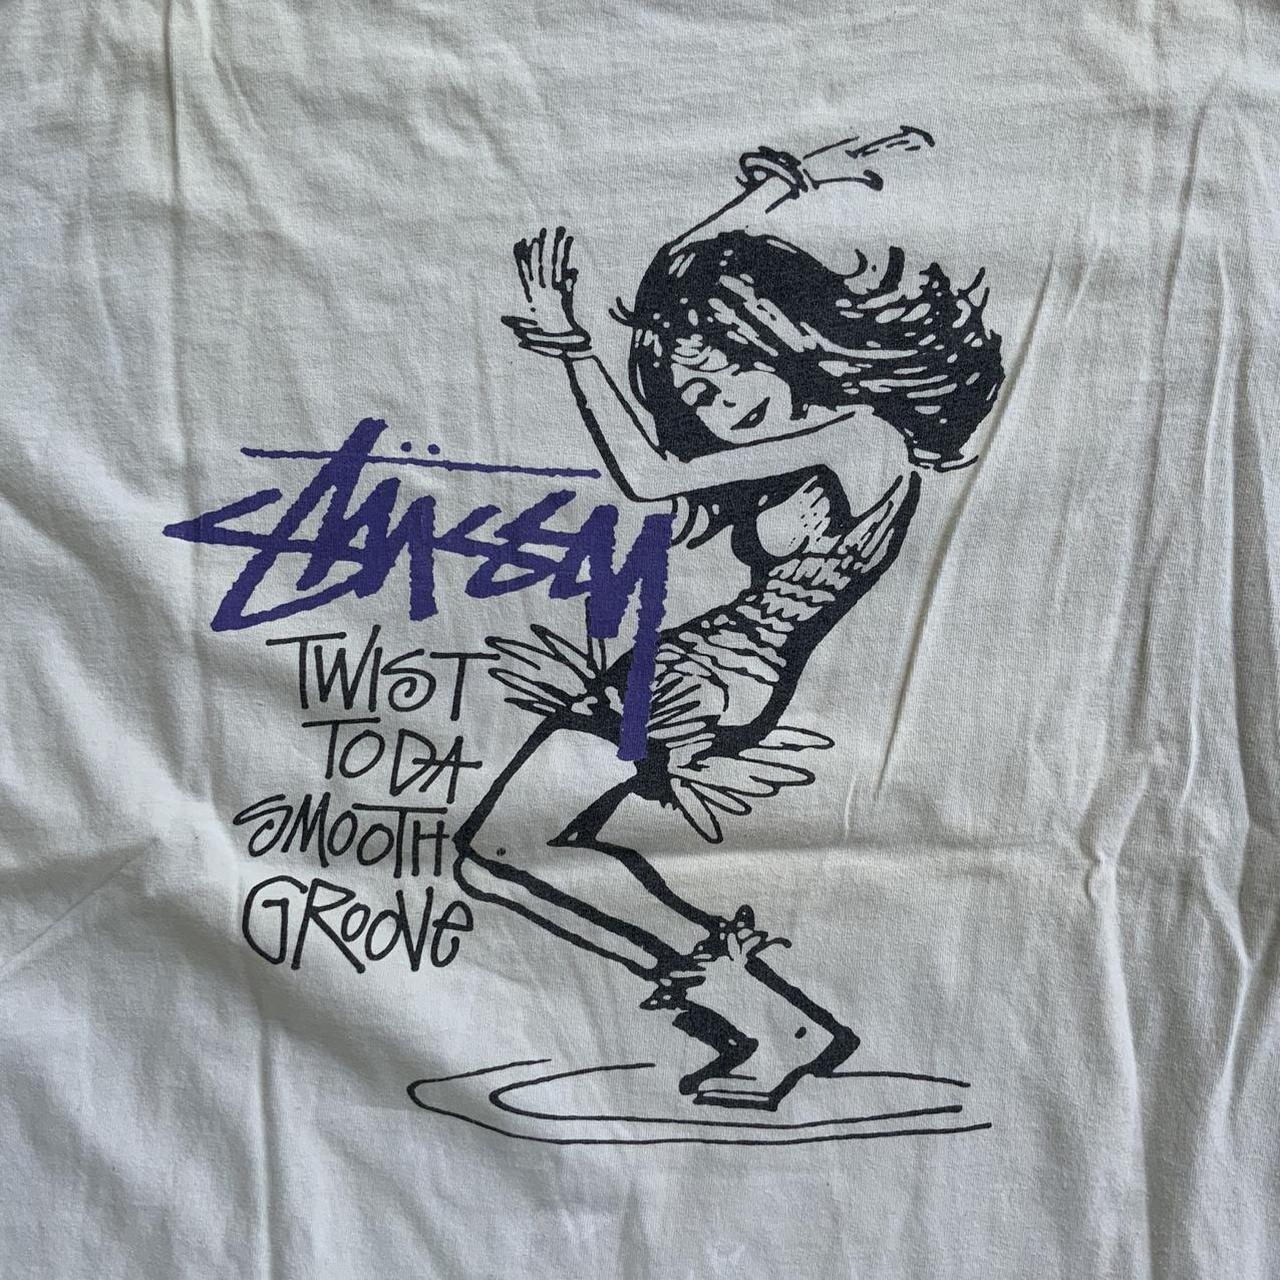 STÜSSY
TWIST
TO DA
SMOOTH
GROOVe